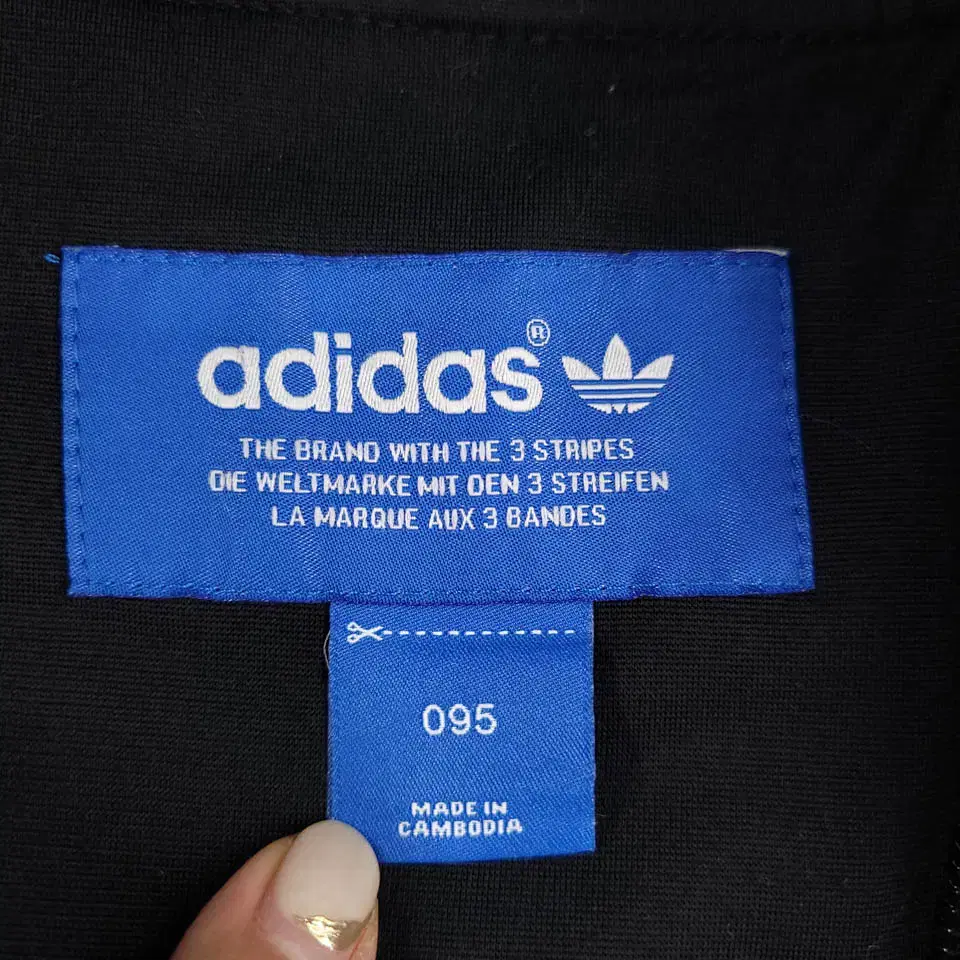 adidas®
THE BRAND WITH THE 3 STRIPES
DIE WELTMARKE MIT DEN 3 STREIFEN
LA MARQUE AUX 3 BANDES
095
MADE IN
CAMBODIA